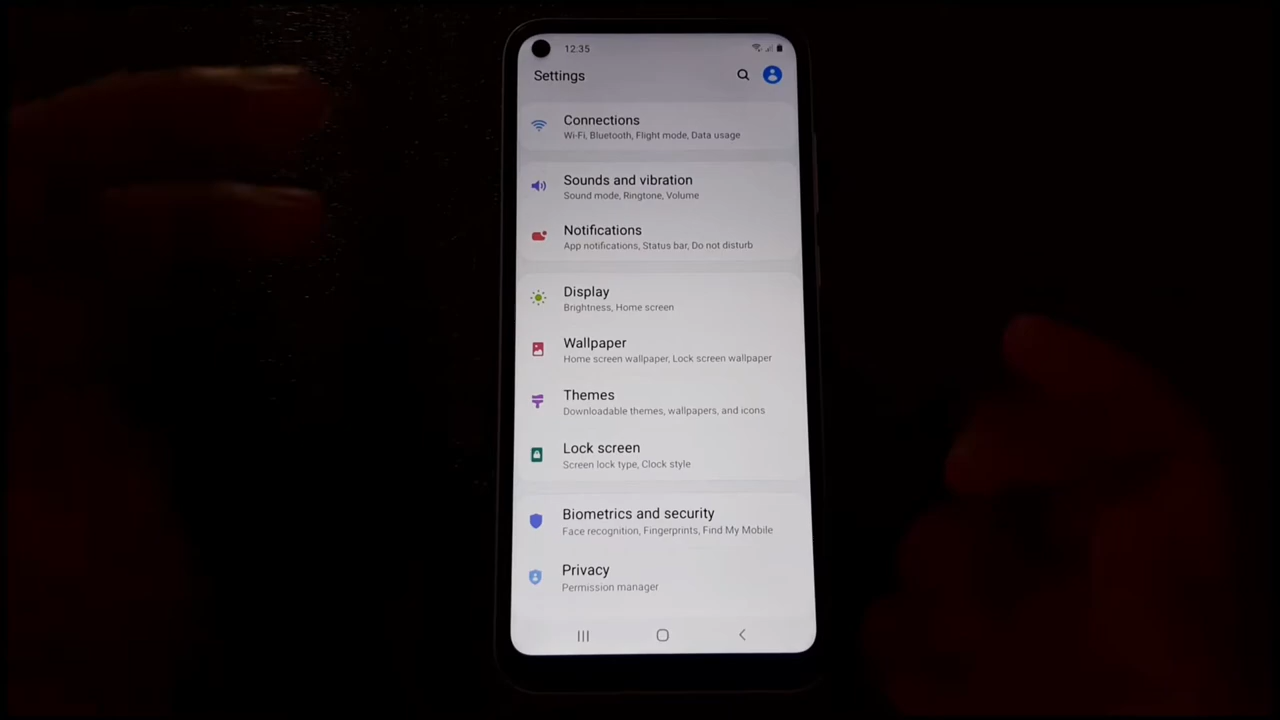 12.35
Settings
Connections
Wi-Fi, Bluetooth, Flight mode, Data usage
Sounds and vibration
Sound mode, Ringtone, Volume
Notifications
App notifications, Status bar, Do not disturb
Display
Brightness, Home screen
Wallpaper
Home screen wallpaper, Lock screen wallpaper
Themes
Downloadable themes, wallpapers, and icons
Lock screen
Screen lock type, Clock style
Biometrics and security
Face recognition, Fingerprints, Find My Mobile
Privacy
Permission manager